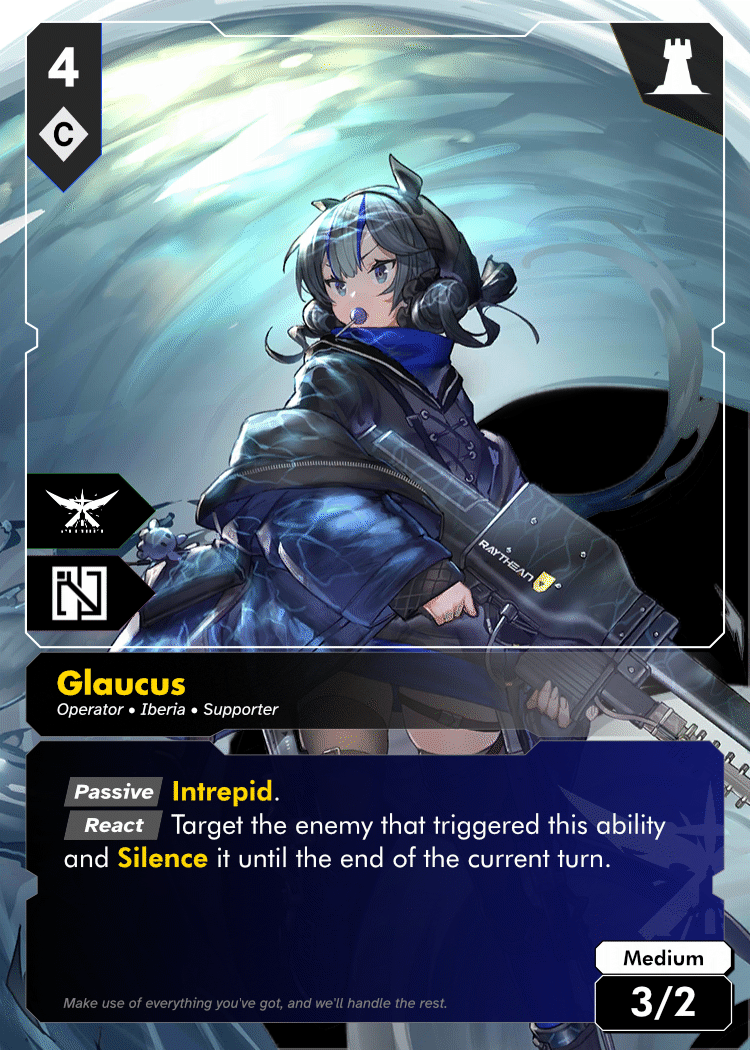 4
C
RAYTHEAN
Glaucus
Operator • Iberia • Supporter
Passive Intrepid.
React Target the enemy that triggered this ability
and Silence it until the end of the current turn.
Medium
3/2
Make use of everything you've got, and we'll handle the rest.